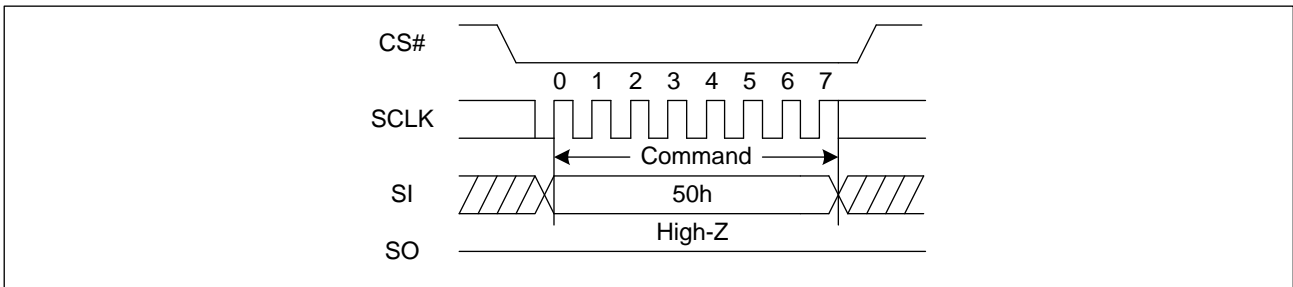 CS#
0 1 2 3 4 5 6 7
SCLK
Command
SI
50h
High-Z
SO